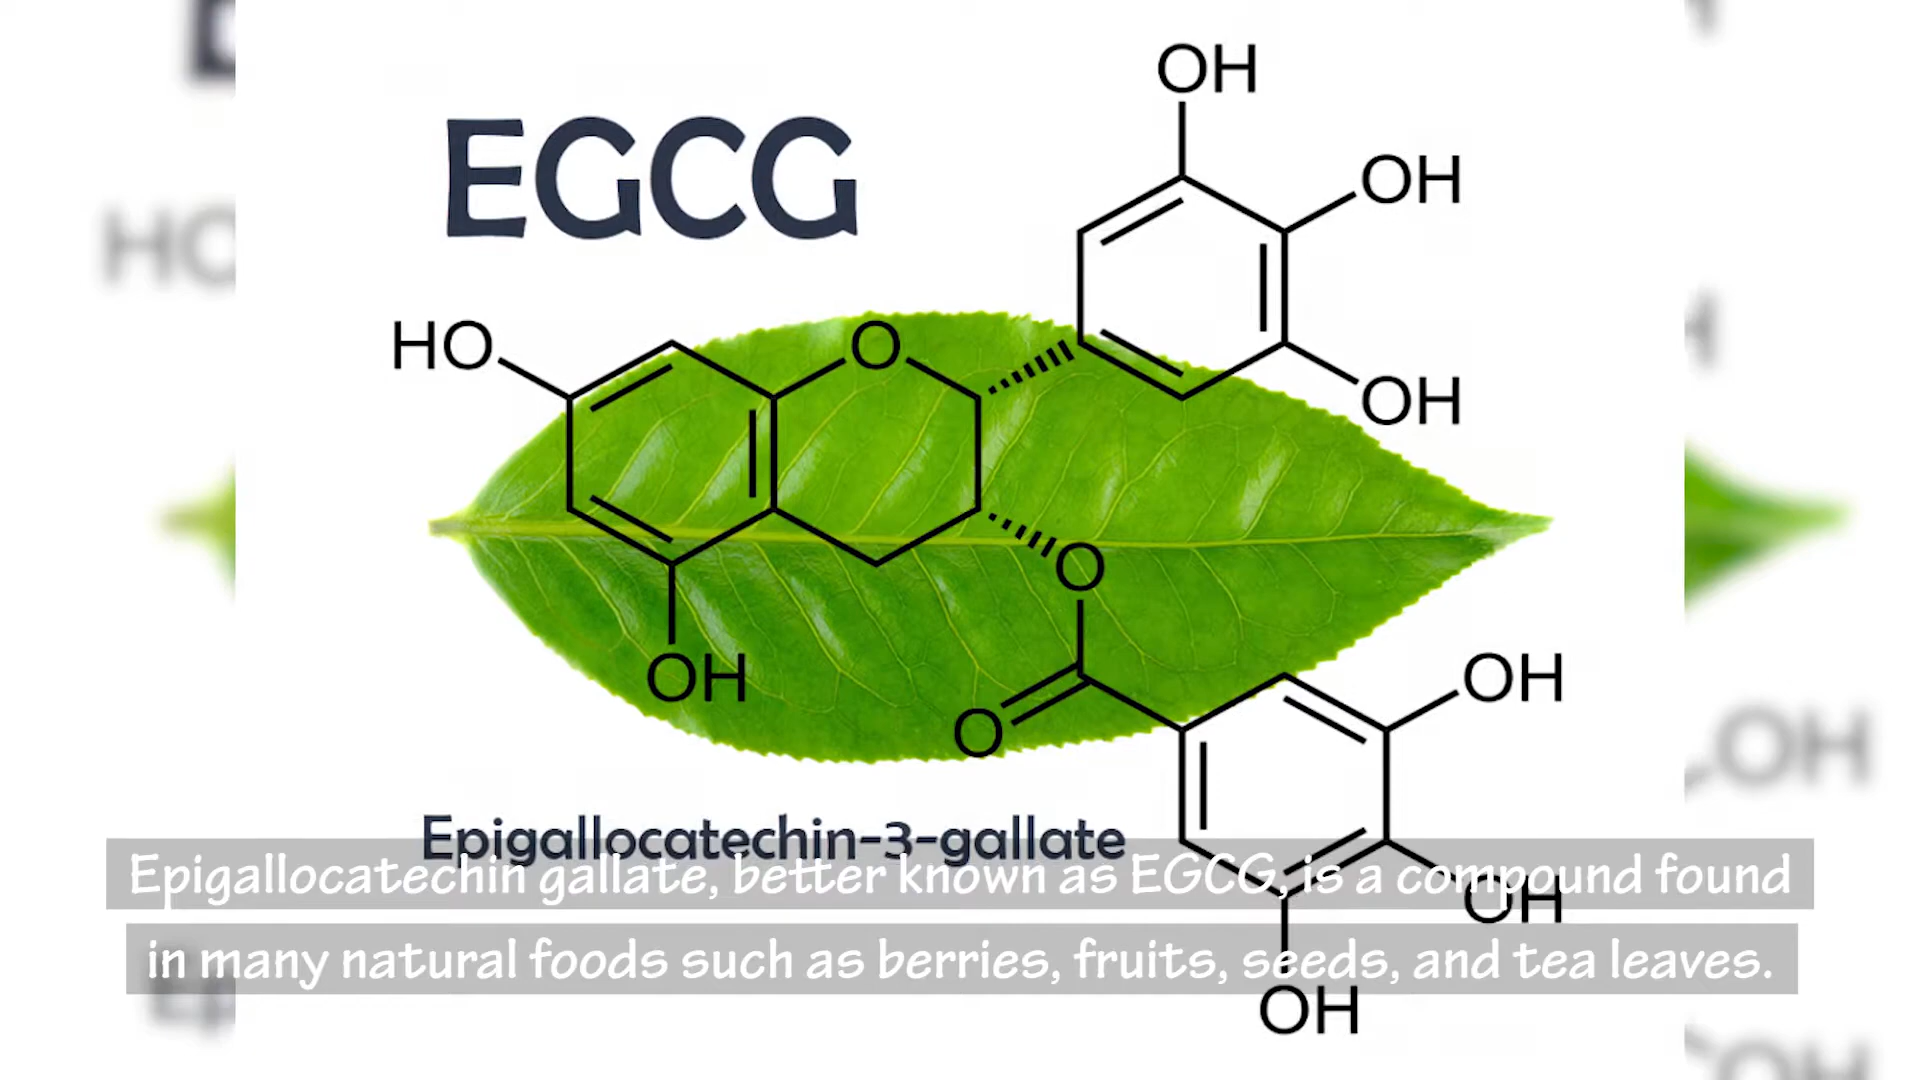 OH
EGCG
OH
HO
O
OH
O
OH
OH
O
Epigallocatechin-3-gallate
Epigallocatechin gallate, better known as EGCG, is a compound found
OH
in many natural foods such as berries, fruits, seeds, and tea leaves.
OH